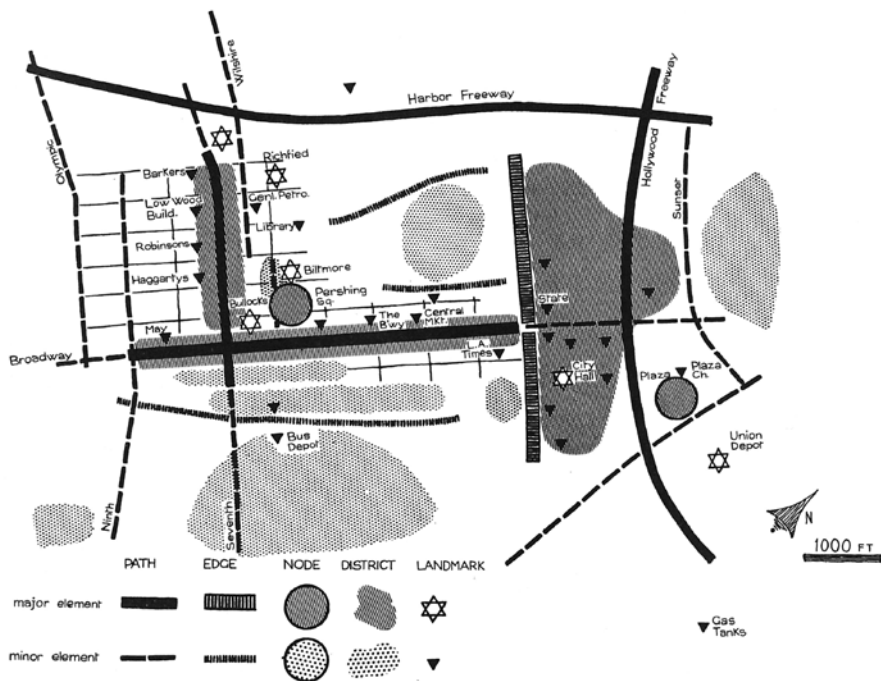 Wilshire
Harbor Freeway
Hollywood
Freeway
Olympic
Sunset
Richfied
Barkers
Genl. Petro.
Low Wood
Build.
Library
Robinsons
Biltmore
Haggartys
Pershing
Sq.
Bullocks
State
The
B'wy
Central
Mkt.
May
Broadway
L.A.
Times
City
Hall
Plaza
Plaza
Ch.
Bus
Depot
Union
Depot
Ninth
Seventh
N
1000 FT
PATH EDGE NODE DISTRICT LANDMARK
major element
Gas
Tanks
minor element